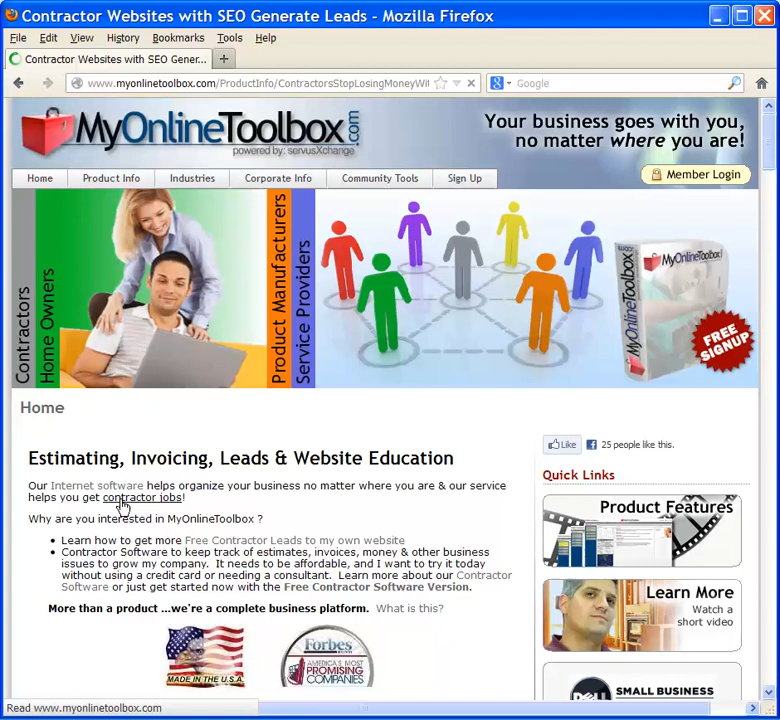 Contractor Websites with SEO Generate Leads - Mozilla Firefox
File Edit View History Bookmarks Tools Help
Contractor Websites with SEO Gener...
www.myonlinetoolbox.com/ProductInfo/ContractorsStopLosingMoneyWit
Google
MyOnlineToolbox.com
powered by: servusXchange
Your business goes with you,
no matter where you are!
Home Product Info Industries Corporate Info Community Tools Sign Up
Member Login
Contractors
Home Owners
Product Manufacturers
Service Providers
MyOnlineToolbox
MyOnlineToolbox
FREE
SIGNUP
Home
Estimating, Invoicing, Leads & Website Education
Our Internet software helps organize your business no matter where you are & our service
helps you get contractor jobs!
Why are you interested in MyOnlineToolbox ?
• Learn how to get more Free Contractor Leads to my own website
• Contractor Software to keep track of estimates, invoices, money & other business
issues to grow my company. It needs to be affordable, and I want to try it today
without using a credit card or needing a consultant. Learn more about our Contractor
Software or just get started now with the Free Contractor Software Version.
More than a product ...we're a complete business platform. What is this?
MADE IN THE U.S.A.
Forbes
AMERICA'S MOST
PROMISING
COMPANIES
Like
25 people like this.
Quick Links
Product Features
Learn More
Watch a
short video
DELL
SMALL BUSINESS
Read www.myonlinetoolbox.com